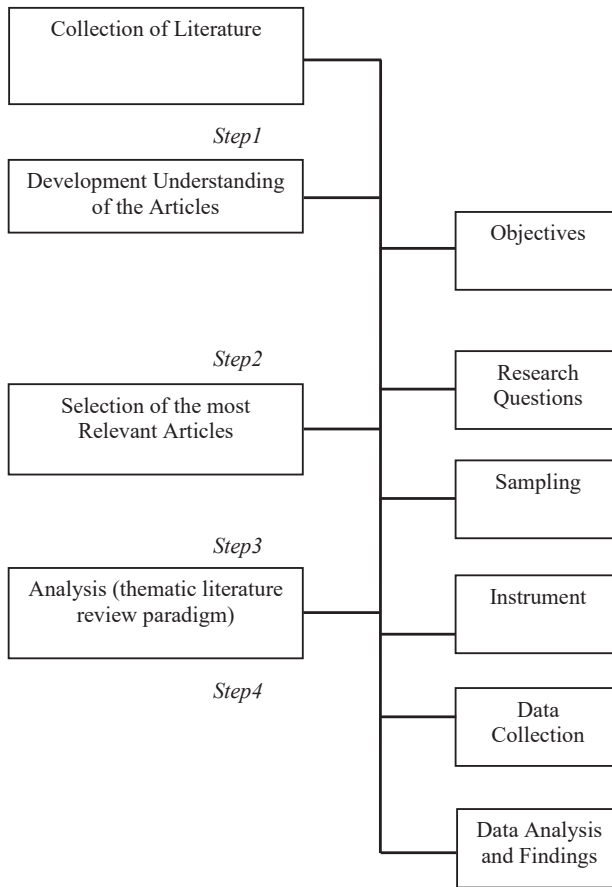 Collection of Literature
Step1
Development Understanding
of the Articles
Objectives
Step2
Research
Questions
Selection of the most
Relevant Articles
Sampling
Step3
Analysis (thematic literature
review paradigm)
Instrument
Step4
Data
Collection
Data Analysis
and Findings